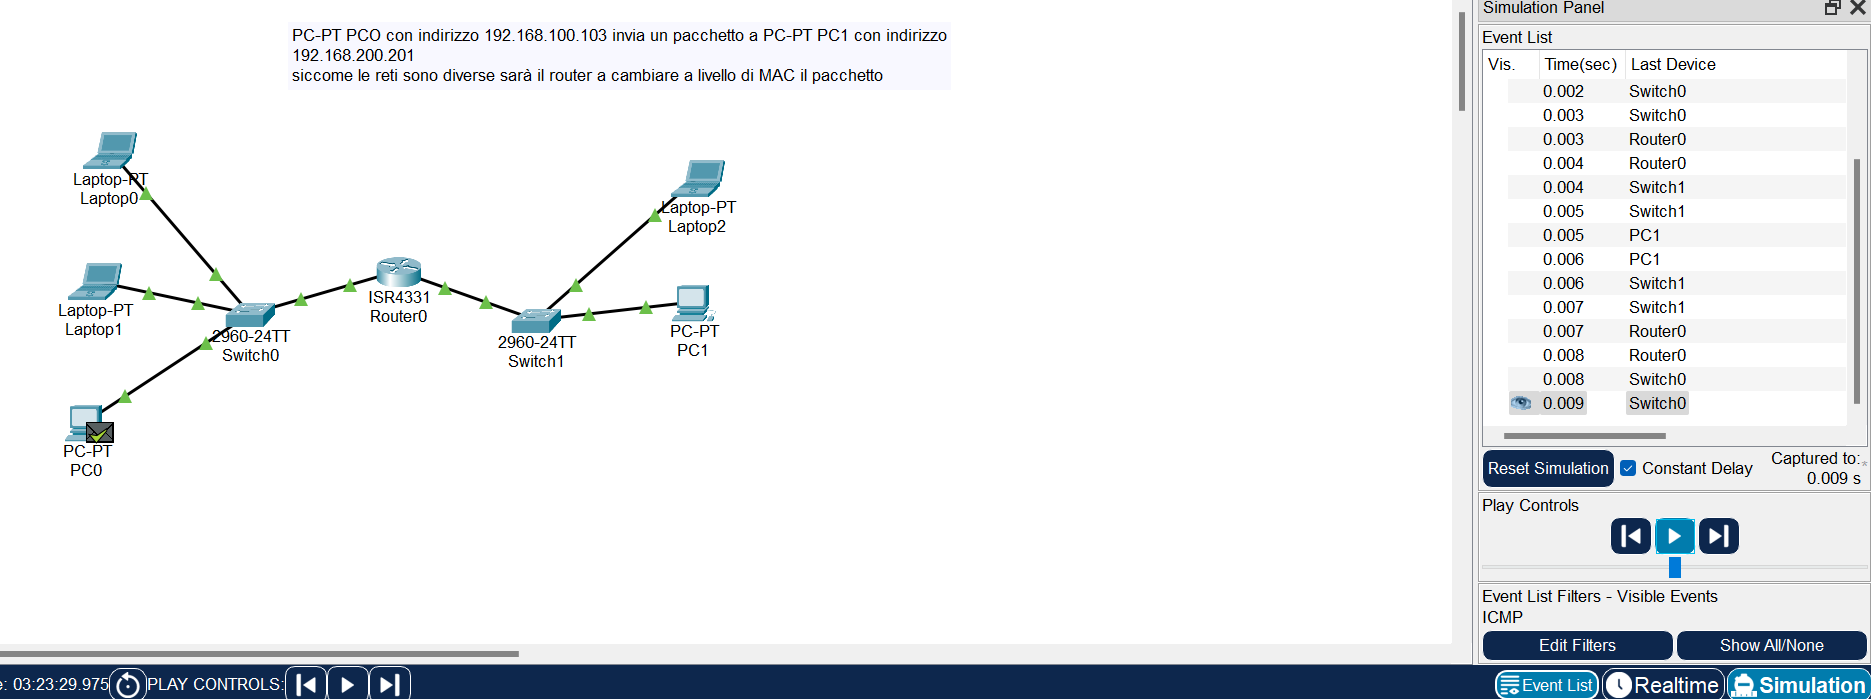 PC-PT PCO con indirizzo 192.168.100.103 invia un pacchetto a PC-PT PC1 con indirizzo
192.168.200.201
siccome le reti sono diverse sarà il router a cambiare a livello di MAC il pacchetto
Laptop-PT
Laptop0
Laptop-PT
Laptop1
PC-PT
PC0
2960-24TT
Switch0
ISR4331
Router0
2960-24TT
Switch1
Laptop-PT
Laptop2
PC-PT
PC1
Simulation Panel
Event List
Vis. Time(sec) Last Device
0.002 Switch0
0.003 Switch0
0.003 Router0
0.004 Router0
0.004 Switch1
0.005 Switch1
0.005 PC1
0.006 PC1
0.006 Switch1
0.007 Switch1
0.007 Router0
0.008 Router0
0.008 Switch0
0.009 Switch0
Reset Simulation Constant Delay Captured to:*
0.009 s
Play Controls
Event List Filters - Visible Events
ICMP
Edit Filters Show All/None
e: 03:23:29.975 PLAY CONTROLS: Event List Realtime Simulation